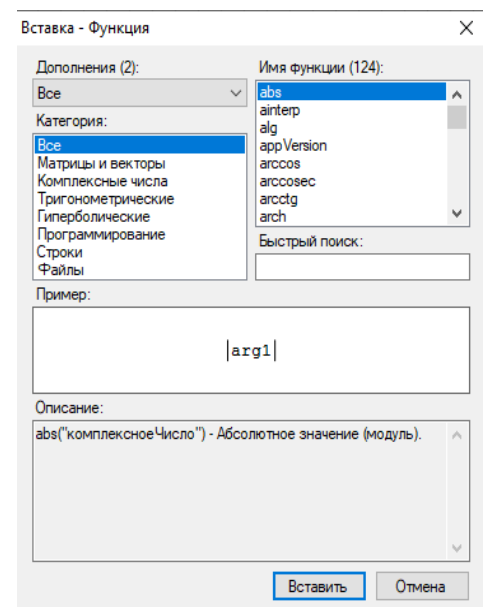 Вставка - Функция
Дополнения (2):
Все
Категория:
Все
Матрицы и векторы
Комплексные числа
Тригонометрические
Гиперболические
Программирование
Строки
Файлы
Имя функции (124):
abs
ainterp
alg
appVersion
arccos
arccosec
arcctg
arch
Быстрый поиск:
Пример:
|arg1|
Описание:
abs("комплексноеЧисло") - Абсолютное значение (модуль).
Вставить
Отмена